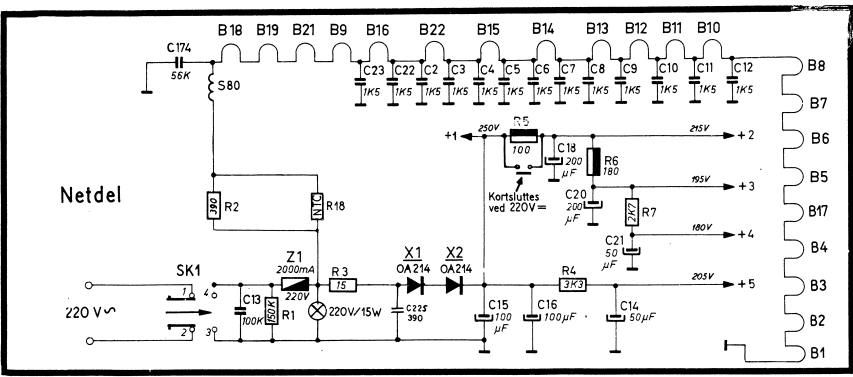 B18 B19 B21 B9 B16 B22 B15 B14 B13 B12 B11 B10
C174
56K
S80
C23 C22 C2 C3 C4 C5 C6 C7 C8 C9 C10 C11 C12
1K5 1K5 1K5 1K5 1K5 1K5 1K5 1K5 1K5 1K5 1K5 1K5 1K5
B8
B7
B6
B5
B17
B4
B3
B2
B1
+1 250V R5 215V +2
100
C18
200
µF
R6
180
Kortsluttes
ved 220V=
195V +3
C20
200
µF
R7
2K7
180V +4
C21
50
µF
Netdel
390 R2
NTC R18
SK1
Z1
2000mA
220V
R3
15
X1
OA214
X2
OA214
R4
3K3
205V +5
220 V~
1 4
2 3
C13
100K
150K R1
220V/15W
C225
390
C15
100
µF
C16
100µF
C14
50µF